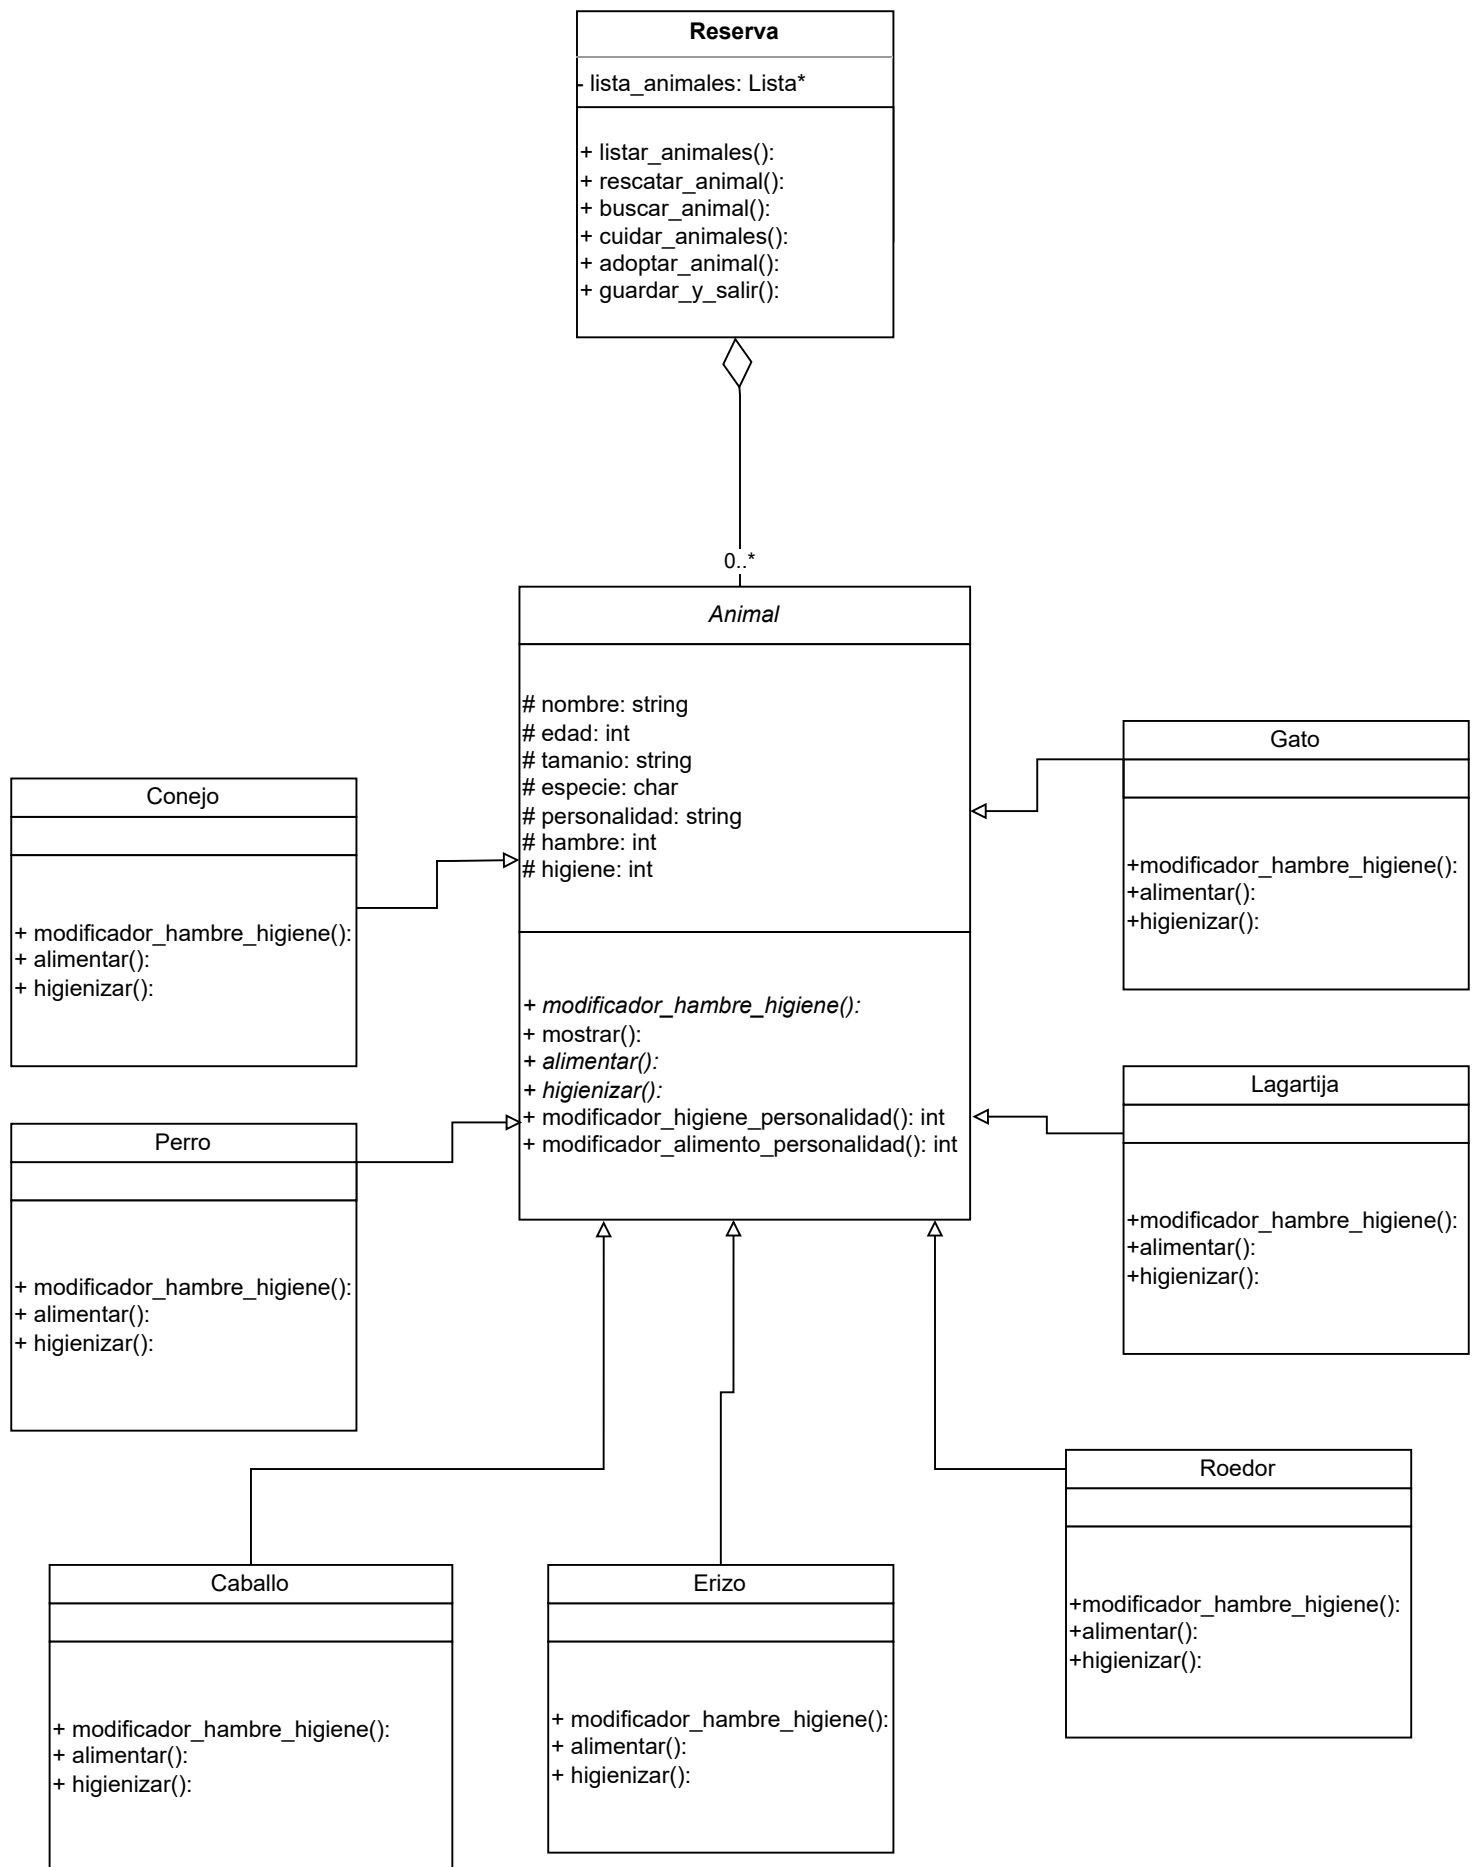 Reserva
- lista_animales: Lista*
+ listar_animales():
+ rescatar_animal():
+ buscar_animal():
+ cuidar_animales():
+ adoptar_animal():
+ guardar_y_salir():
0..*
Animal
# nombre: string
# edad: int
# tamanio: string
# especie: char
# personalidad: string
# hambre: int
# higiene: int
+ modificador_hambre_higiene():
+ mostrar():
+ alimentar():
+ higienizar():
+ modificador_higiene_personalidad(): int
+ modificador_alimento_personalidad(): int
Gato
+modificador_hambre_higiene():
+alimentar():
+higienizar():
Conejo
+ modificador_hambre_higiene():
+ alimentar():
+ higienizar():
Lagartija
+modificador_hambre_higiene():
+alimentar():
+higienizar():
Perro
+ modificador_hambre_higiene():
+ alimentar():
+ higienizar():
Roedor
+modificador_hambre_higiene():
+alimentar():
+higienizar():
Caballo
+ modificador_hambre_higiene():
+ alimentar():
+ higienizar():
Erizo
+ modificador_hambre_higiene():
+ alimentar():
+ higienizar():